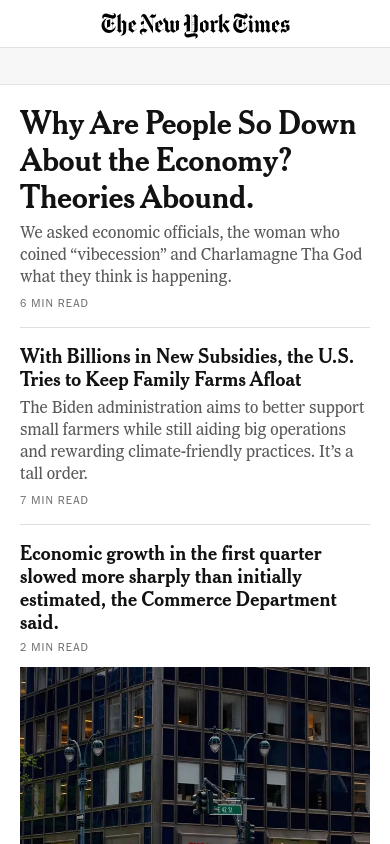 The New York Times
Why Are People So Down
About the Economy?
Theories Abound.
We asked economic officials, the woman who
coined “vibecession” and Charlamagne Tha God
what they think is happening.
6 MIN READ
With Billions in New Subsidies, the U.S.
Tries to Keep Family Farms Afloat
The Biden administration aims to better support
small farmers while still aiding big operations
and rewarding climate-friendly practices. It’s a
tall order.
7 MIN READ
Economic growth in the first quarter
slowed more sharply than initially
estimated, the Commerce Department
said.
2 MIN READ
E 42 ST